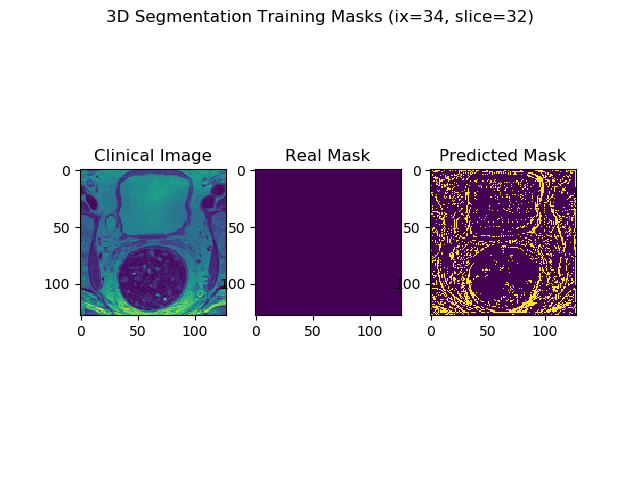 3D Segmentation Training Masks (ix=34, slice=32)
Clinical Image Real Mask Predicted Mask
0 0 0
50 50 50
100 100 100
0 50 100 0 50 100 0 50 100